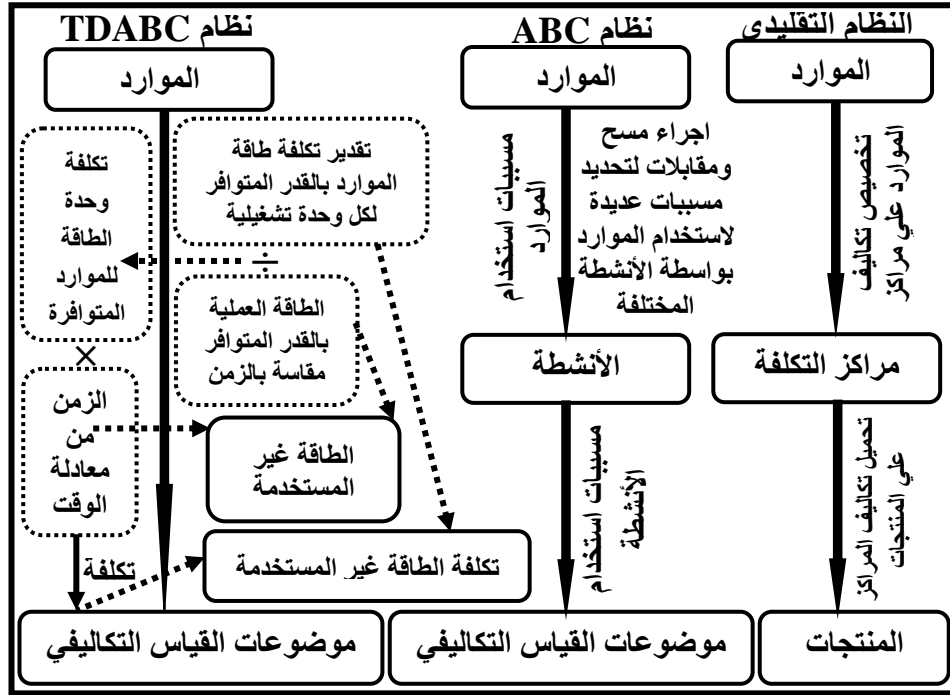 النظام التقليدى
الموارد
تخصيص تكاليف
الموارد علي مراكز
مراكز التكلفة
تحميل تكاليف المراكز
علي المنتجات
المنتجات
نظام ABC
الموارد
مسببات استخدام
الموارد
اجراء مسح
ومقابلات لتحديد
مسببات عديدة
لاستخدام الموارد
بواسطة الأنشطة
المختلفة
الأنشطة
مسببات استخدام
الأنشطة
موضوعات القياس التكاليفي
نظام TDABC
الموارد
تقدير تكلفة طاقة
الموارد بالقدر المتوافر
لكل وحدة تشغيلية
÷
الطاقة العملية
بالقدر المتوافر
مقاسة بالزمن
تكلفة
وحدة
الطاقة
للموارد
المتوافرة
×
الزمن
من
معادلة
الوقت
الطاقة غير
المستخدمة
تكلفة الطاقة غير المستخدمة
تكلفة
موضوعات القياس التكاليفي